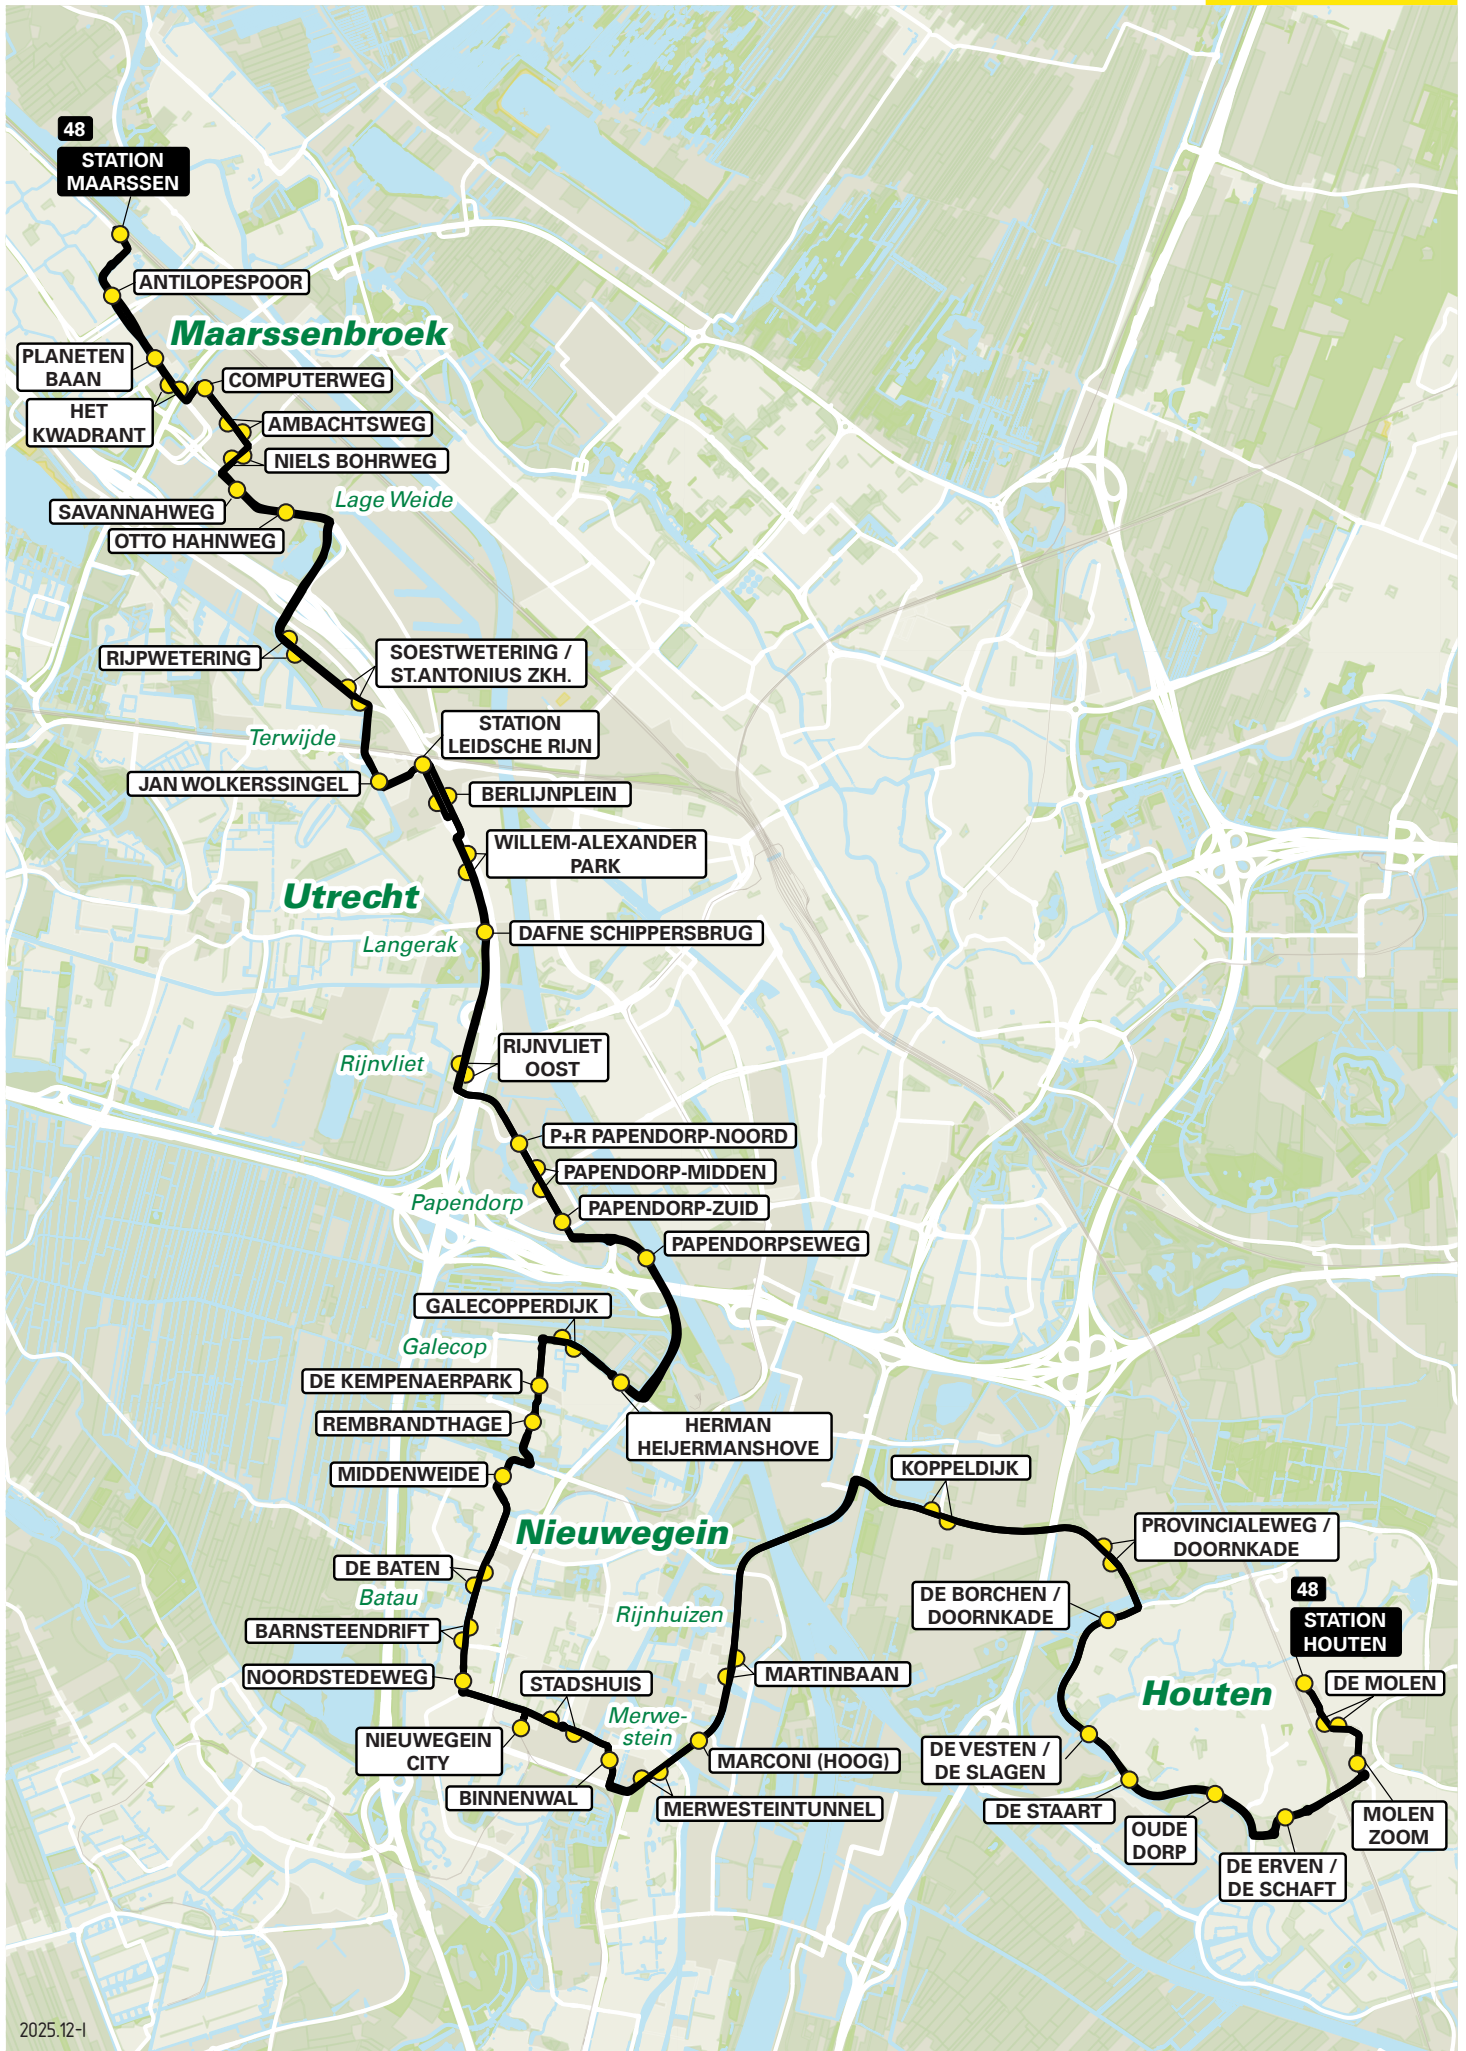 48
STATION
MAARSSEN
ANTILOPESPOOR
Maarssenbroek
PLANETEN
BAAN
COMPUTERWEG
HET
KWADRANT
AMBACHTSWEG
NIELS BOHRWEG
Lage Weide
SAVANNAHWEG
OTTO HAHNWEG
RIJPWETERING
SOESTWETERING /
ST.ANTONIUS ZKH.
Terwijde
STATION
LEIDSCHE RIJN
JAN WOLKERSSINGEL
BERLIJNPLEIN
WILLEM-ALEXANDER
PARK
Utrecht
DAFNE SCHIPPERSBRUG
Langerak
Rijnvliet
RIJNVLIET
OOST
P+R PAPENDORP-NOORD
PAPENDORP-MIDDEN
Papendorp
PAPENDORP-ZUID
PAPENDORPSEWEG
GALECOPPERDIJK
Galecop
DE KEMPENAERPARK
REMBRANDTHAGE
HERMAN
HEIJERMANSHOVE
MIDDENWEIDE
KOPPELDIJK
Nieuwegein
PROVINCIALEWEG /
DOORNKADE
DE BATEN
Batau
Rijnhuizen
DE BORCHEN /
DOORNKADE
48
STATION
HOUTEN
BARNSTEENDRIFT
NOORDSTEDEWEG
STADSHUIS
MARTINBAAN
DE MOLEN
Houten
Merwe-
stein
NIEUWEGEIN
CITY
MARCONI (HOOG)
DE VESTEN /
DE SLAGEN
BINNENWAL
MERWESTEINTUNNEL
DE STAART
OUDE
DORP
MOLEN
ZOOM
DE ERVEN /
DE SCHAFT
2025.12-I